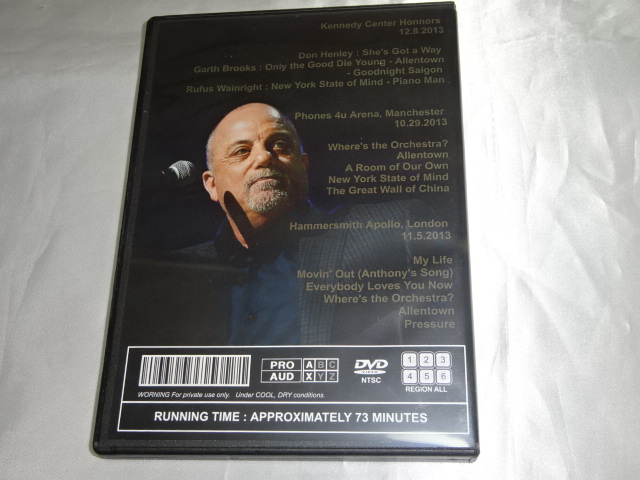 Kennedy Center Honnors
12.8.2013
Don Henley : She's Got a Way
Garth Brooks : Only the Good Die Young - Allentown
- Goodnight Saigon
Rufus Wainright : New York State of Mind - Piano Man
Phones 4u Arena, Manchester
10.29.2013
Where's the Orchestra?
Allentown
A Room of Our Own
New York State of Mind
The Great Wall of China
Hammersmith Apollo, London
11.5.2013
My Life
Movin' Out (Anthony's Song)
Everybody Loves You Now
Where's the Orchestra?
Allentown
Pressure
PRO A B C
AUD X Y Z
DVD
VIDEO
NTSC
1 2 3
4 5 6
REGION ALL
WORNING For private use only. Under COOL, DRY conditions.
RUNNING TIME : APPROXIMATELY 73 MINUTES